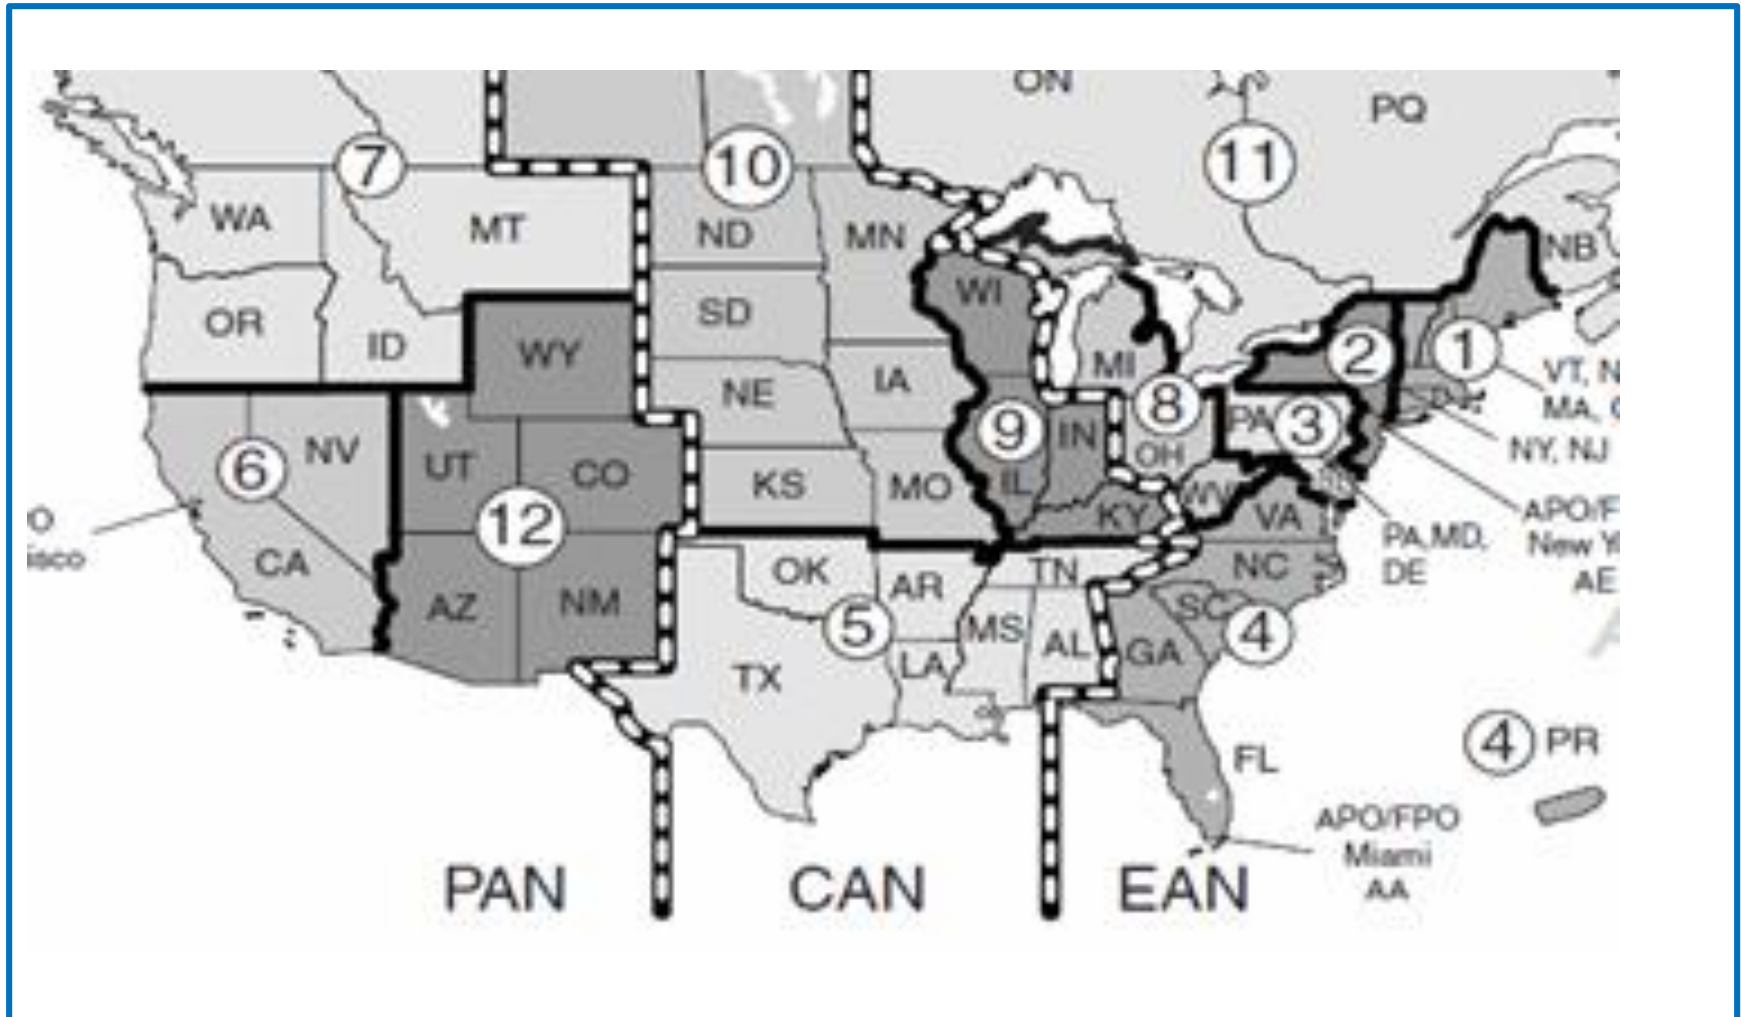 ON
PQ
7
10
11
WA
MT
ND
MN
NB
OR
ID
SD
WI
WY
MI
2
1
NE
IA
8
VT, N
MA,
PA
3
9
IN
NV
6
UT
CO
KS
MO
IL
OH
NY, NJ
WV
KY
VA
12
APO/F
New
AE
PA,MD,
DE
CA
OK
AR
TN
NC
AZ
NM
5
MS
AL
SC
4
GA
LA
TX
FL
4 PR
APO/FPO
Miami
AA
PAN
CAN
EAN